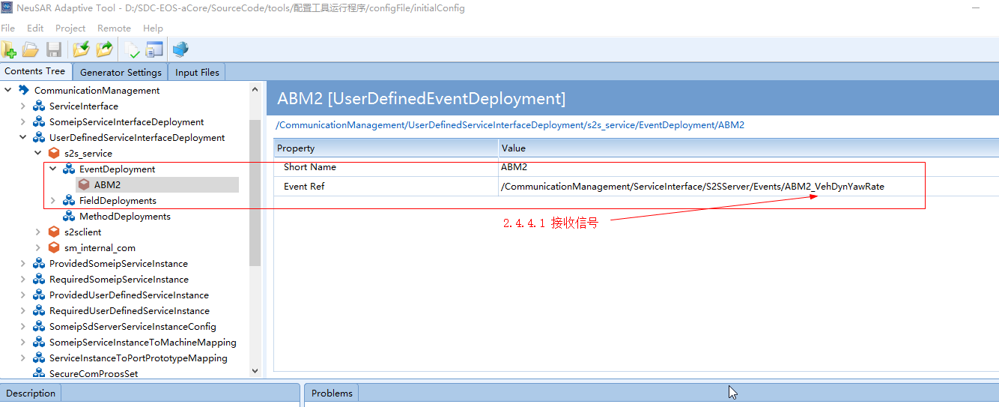 NeuSAR Adaptive Tool - D:/SDC-EOS-aCore/SourceCode/tools/配置工具运行程序/configFile/initialConfig
File Edit Project Remote Help
Contents Tree Generator Settings Input Files
CommunicationManagement
ServiceInterface
SomeipServiceInterfaceDeployment
UserDefinedServiceInterfaceDeployment
s2s_service
EventDeployment
ABM2
FieldDeployments
MethodDeployments
s2sclient
sm_internal_com
ProvidedSomeipServiceInstance
RequiredSomeipServiceInstance
ProvidedUserDefinedServiceInstance
RequiredUserDefinedServiceInstance
SomeipSdServerServiceInstanceConfig
SomeipServiceInstanceToMachineMapping
ServiceInstanceToPortPrototypeMapping
SecureComPropsSet
ABM2 [UserDefinedEventDeployment]
/CommunicationManagement/UserDefinedServiceInterfaceDeployment/s2s_service/EventDeployment/ABM2
Property Value
Short Name ABM2
Event Ref /CommunicationManagement/ServiceInterface/S2SServer/Events/ABM2_VehDynYawRate
2.4.4.1 接收信号
Description
Problems